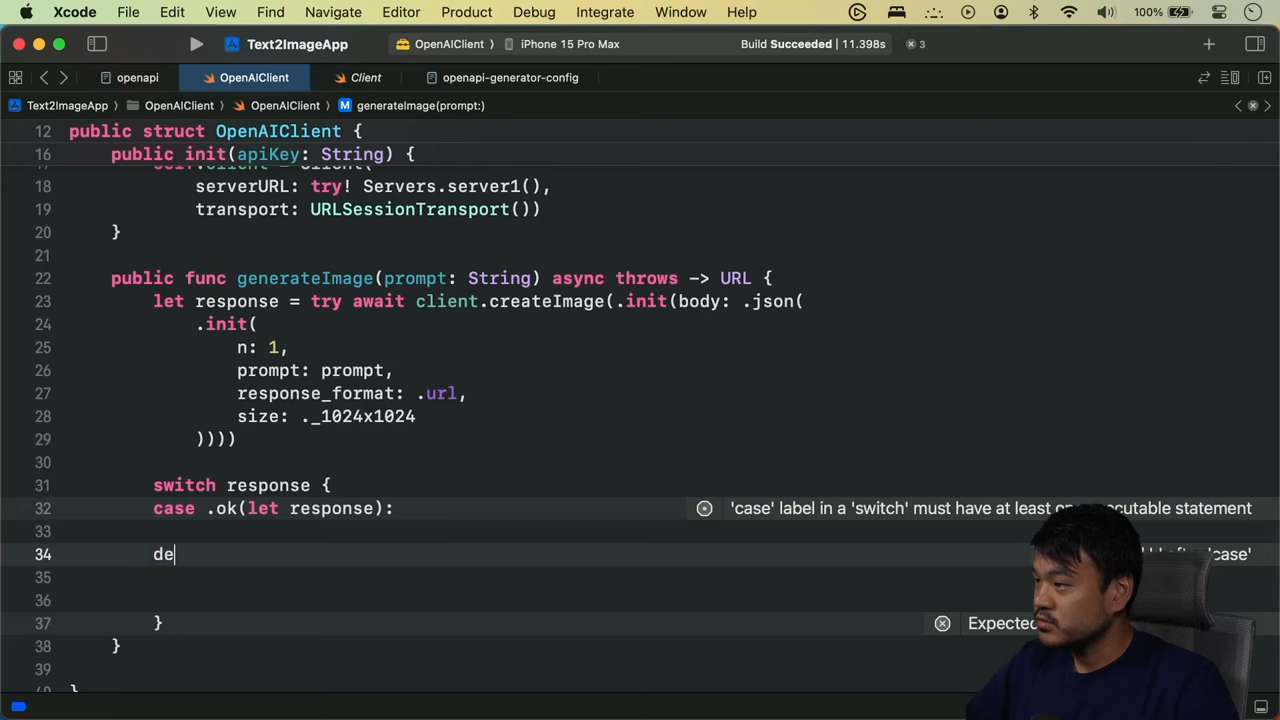 Xcode File Edit View Find Navigate Editor Product Debug Integrate Window Help 100%
Text2ImageApp OpenAIClient iPhone 15 Pro Max Build Succeeded | 11.398s 3
openapi OpenAIClient Client openapi-generator-config
Text2ImageApp OpenAIClient OpenAIClient M generateImage(prompt:)
12 public struct OpenAIClient {
16 public init(apiKey: String) {
18 serverURL: try! Servers.server1(),
19 transport: URLSessionTransport())
20 }
21
22 public func generateImage(prompt: String) async throws -> URL {
23 let response = try await client.createImage(.init(body: .json(
24 .init(
25 n: 1,
26 prompt: prompt,
27 response_format: .url,
28 size: ._1024x1024
29 ))))
30
31 switch response {
32 case .ok(let response): 'case' label in a 'switch' must have at least one executable statement
33
34 de 'case'
35
36
37 } Expected
38 }
39
40 }